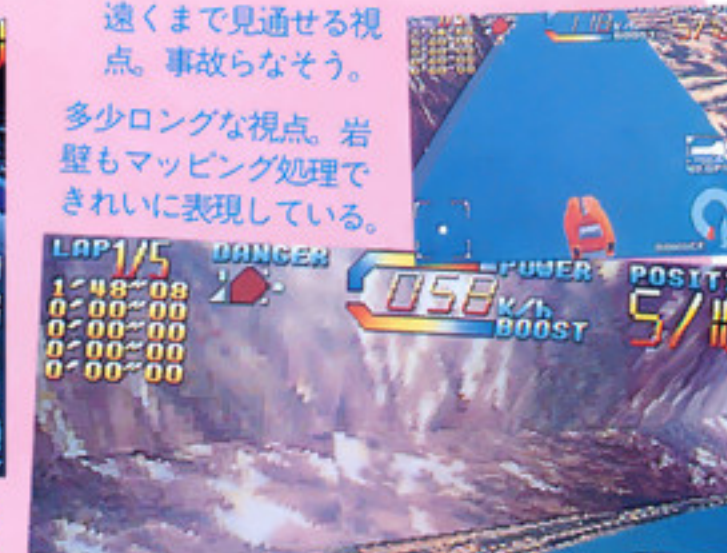 遠くまで見通せる視
点。事故らなそう。
多少ロングな視点。岩
壁もマッピング処理で
きれいに表現している。
BOOST
LAP1/5
DANGER
POWER
POSIT
1'48"08
0'00"00
0'00"00
0'00"00
0'00"00
058K/h
BOOST
5/1